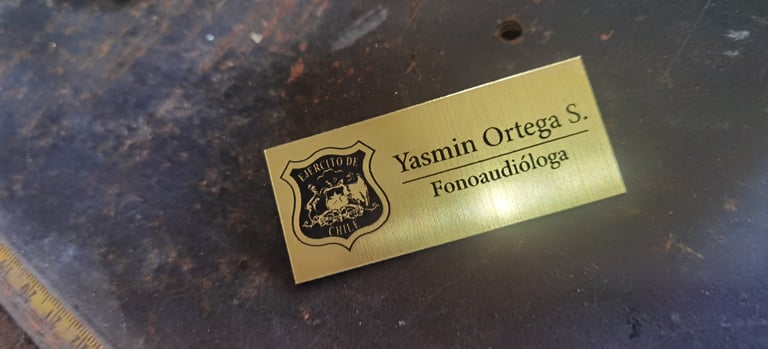 EJERCITO DE
CHILE
Yasmin Ortega S.
Fonoaudióloga